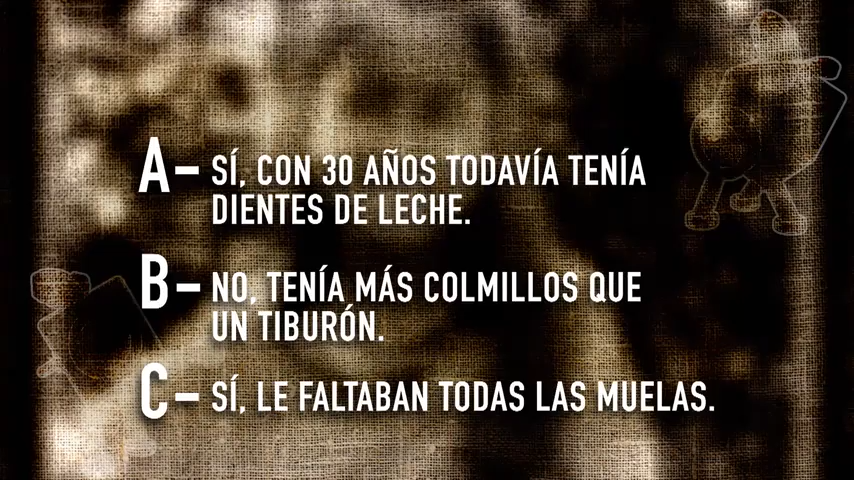 A- SÍ, CON 30 AÑOS TODAVÍA TENÍA
DIENTES DE LECHE.
B- NO, TENÍA MÁS COLMILLOS QUE
UN TIBURÓN.
C- SÍ, LE FALTABAN TODAS LAS MUELAS.